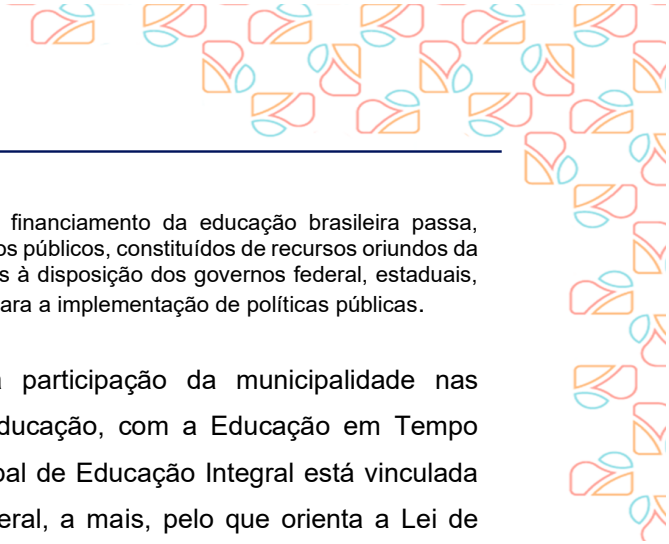 financiamento da educação brasileira passa,
os públicos, constituídos de recursos oriundos da
s à disposição dos governos federal, estaduais,
ara a implementação de políticas públicas.
participação da municipalidade nas
ducação, com a Educação em Tempo
pal de Educação Integral está vinculada
eral, a mais, pelo que orienta a Lei de